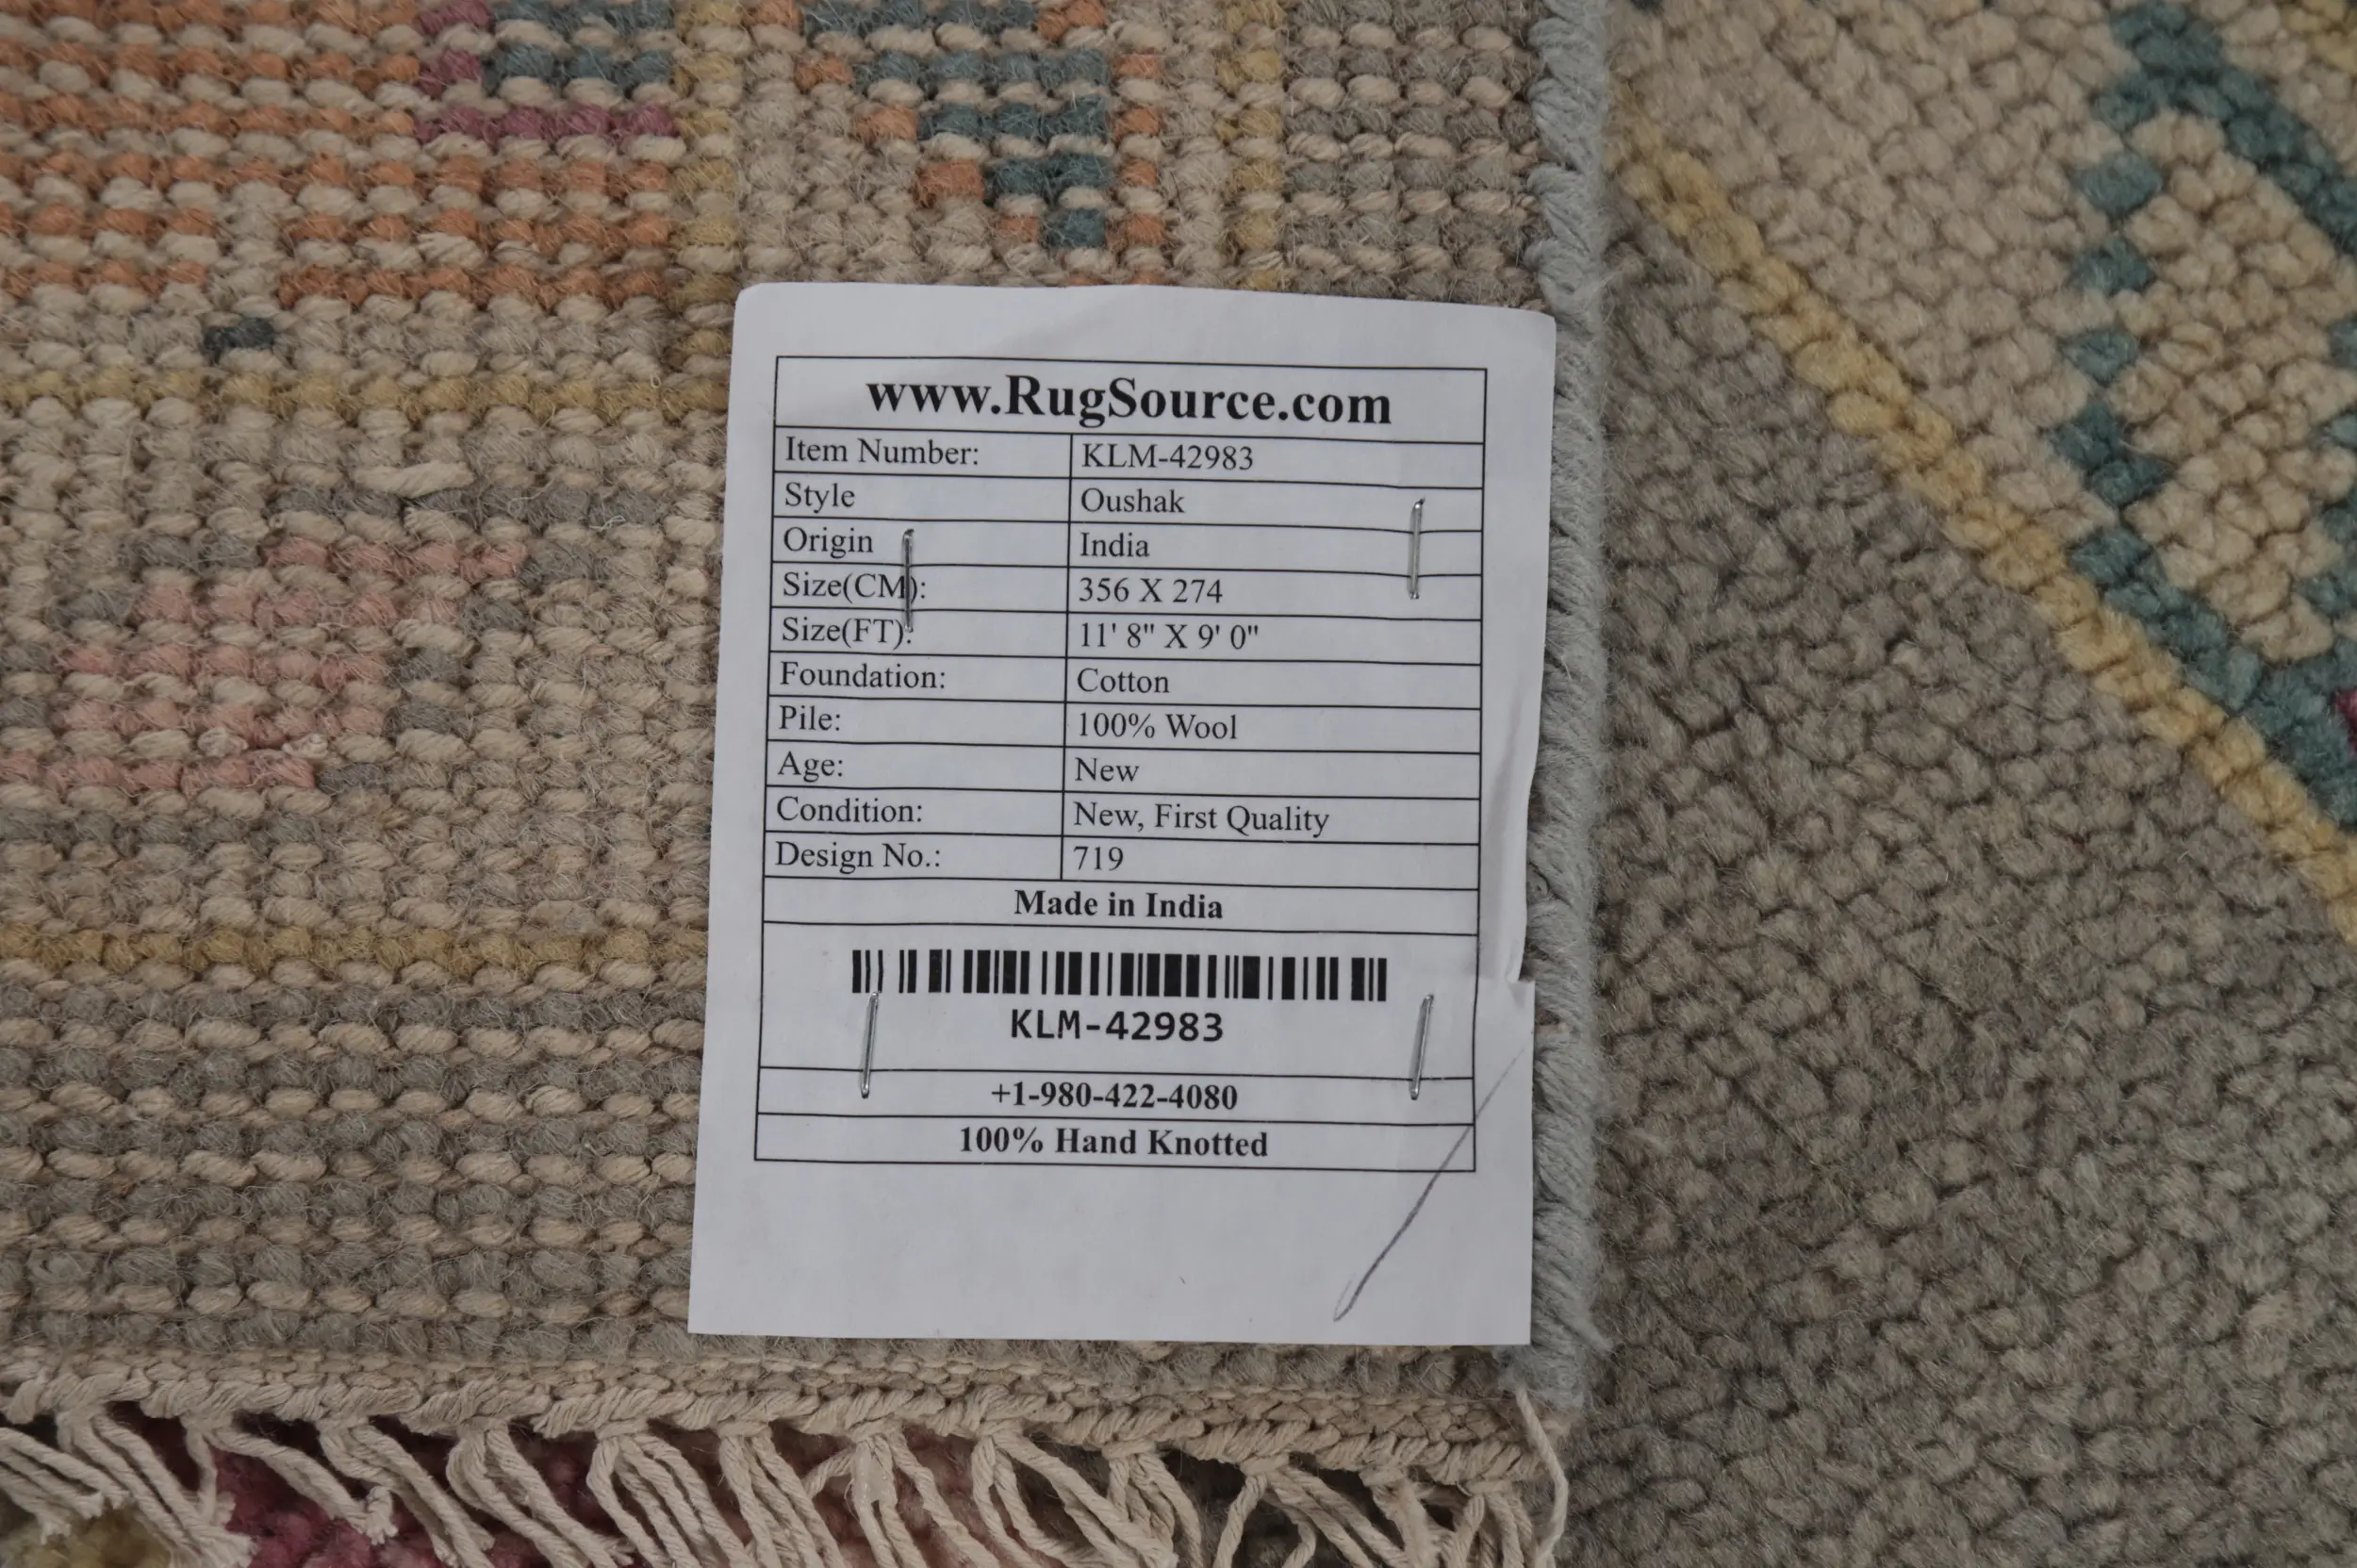 www.RugSource.com
Item Number: KLM-42983
Style Oushak
Origin India
Size(CM): 356 X 274
Size(FT): 11' 8" X 9' 0"
Foundation: Cotton
Pile: 100% Wool
Age: New
Condition: New, First Quality
Design No.: 719
Made in India
KLM-42983
+1-980-422-4080
100% Hand Knotted